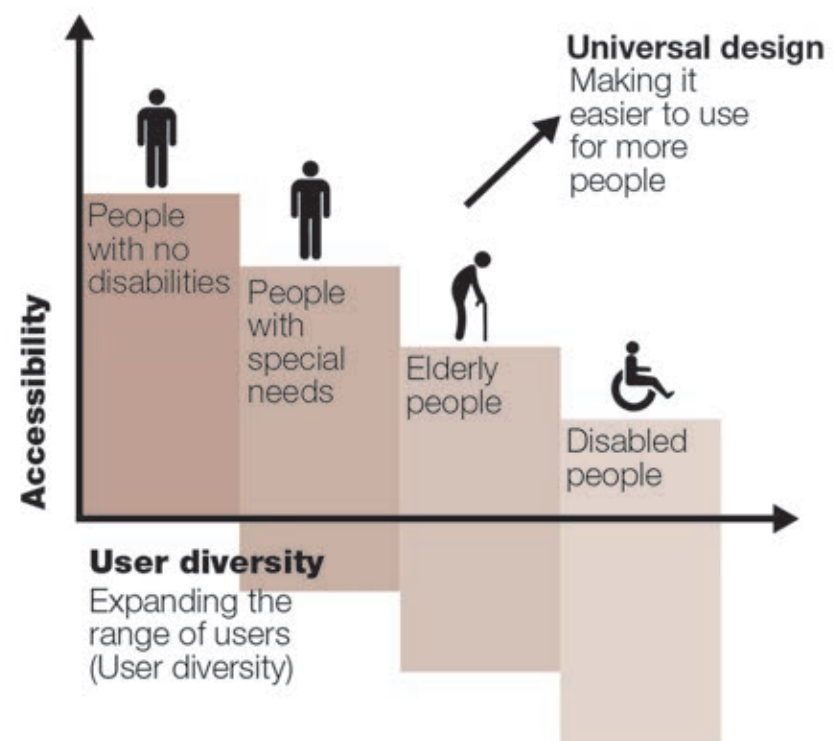 Universal design
Making it
easier to use
for more
people
People
with no
disabilities
People
with
special
needs
Elderly
people
Disabled
people
Accessibility
User diversity
Expanding the
range of users
(User diversity)